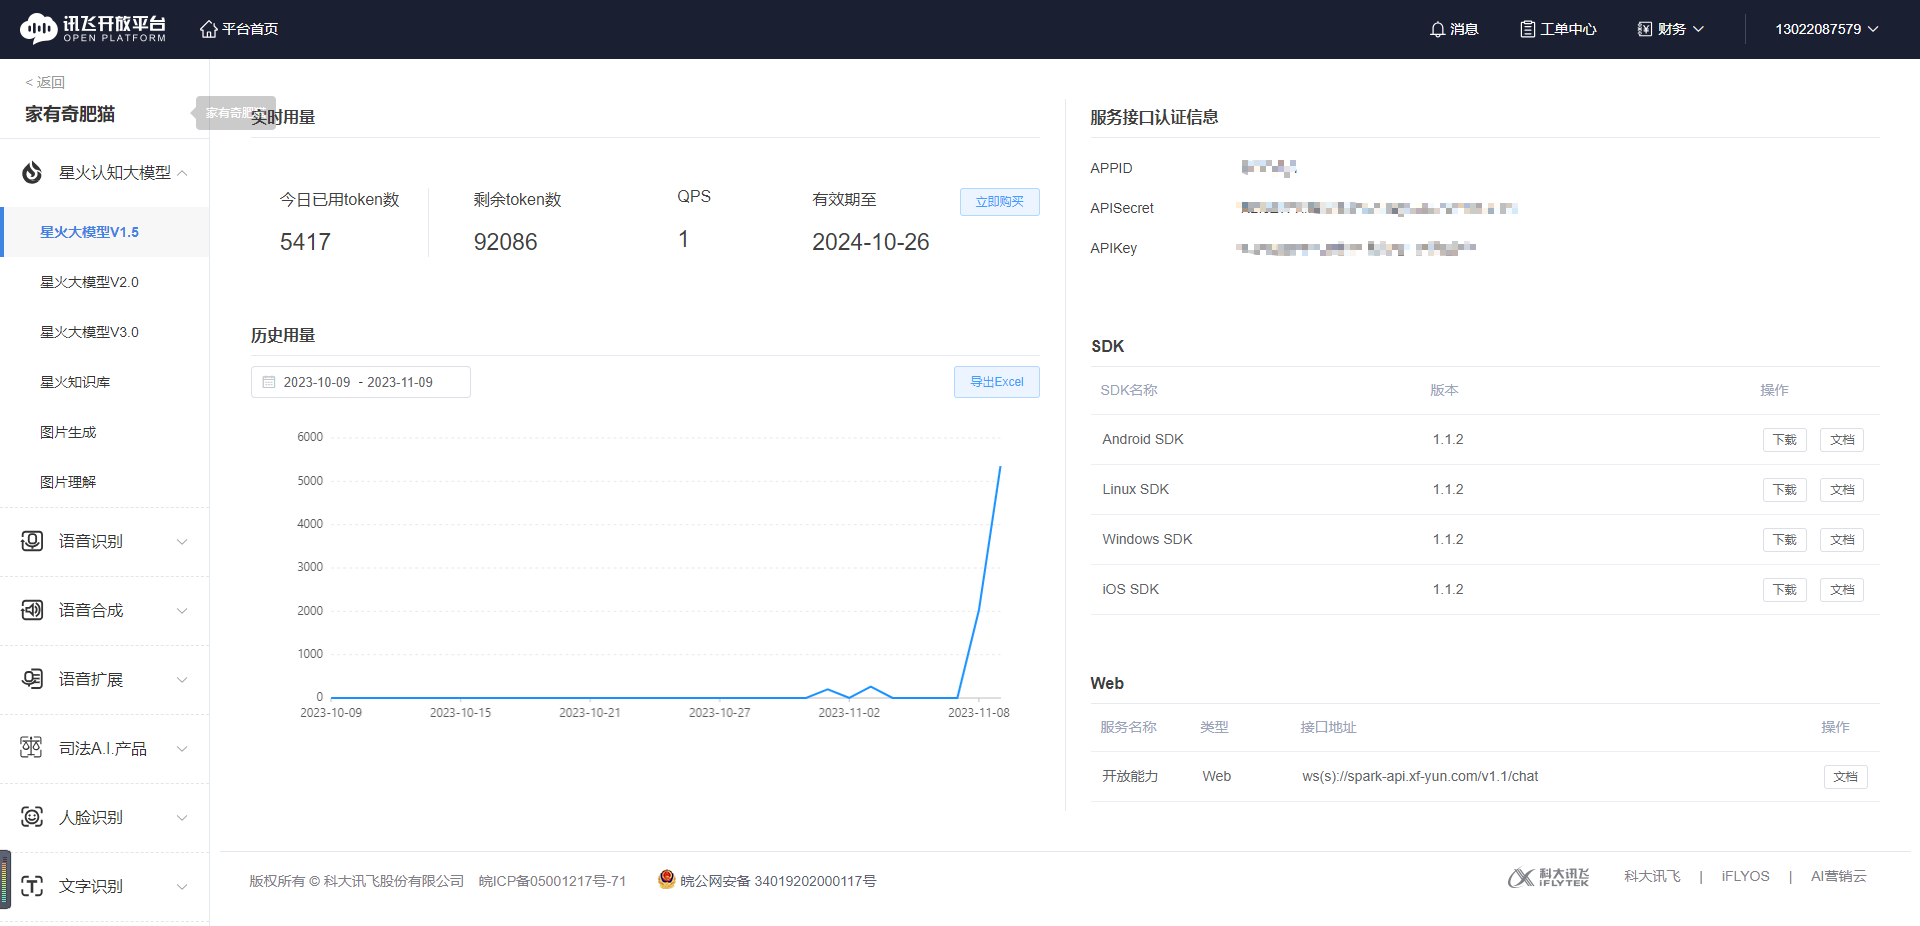 讯飞开放平台
OPEN PLATFORM
平台首页
消息
工单中心
财务
13022087579
< 返回
家有奇肥猫
家有奇肥
星火认知大模型
星火大模型V1.5
星火大模型V2.0
星火大模型V3.0
星火知识库
图片生成
图片理解
语音识别
语音合成
语音扩展
司法A.I.产品
人脸识别
文字识别
实时用量
今日已用token数
5417
剩余token数
92086
QPS
1
有效期至
2024-10-26
立即购买
历史用量
2023-10-09 - 2023-11-09
导出Excel
6000
5000
4000
3000
2000
1000
0
2023-10-09
2023-10-15
2023-10-21
2023-10-27
2023-11-02
2023-11-08
服务接口认证信息
APPID
APISecret
APIKey
SDK
SDK名称 版本 操作
Android SDK 1.1.2 下载 文档
Linux SDK 1.1.2 下载 文档
Windows SDK 1.1.2 下载 文档
iOS SDK 1.1.2 下载 文档
Web
服务名称 类型 接口地址 操作
开放能力 Web ws(s)://spark-api.xf-yun.com/v1.1/chat 文档
版权所有 © 科大讯飞股份有限公司 皖ICP备05001217号-71 皖公网安备 34019202000117号
科大讯飞
iFLYTEK
科大讯飞 | iFLYOS | AI营销云